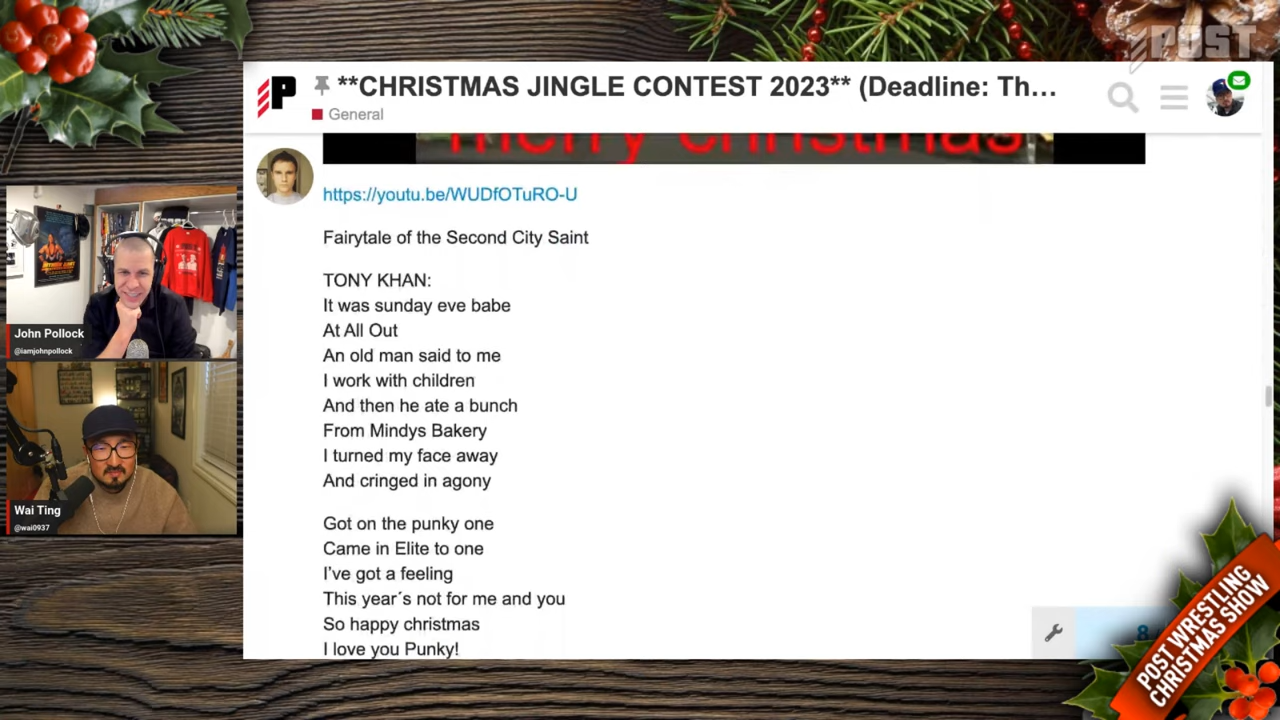 POST
**CHRISTMAS JINGLE CONTEST 2023** (Deadline: Th…
General
merry christmas
https://youtu.be/WUDfOTuRO-U
Fairytale of the Second City Saint
TONY KHAN:
It was sunday eve babe
At All Out
An old man said to me
I work with children
And then he ate a bunch
From Mindys Bakery
I turned my face away
And cringed in agony
Got on the punky one
Came in Elite to one
I’ve got a feeling
This year´s not for me and you
So happy christmas
I love you Punky!
John Pollock
@iamjohnpollock
Wai Ting
@wai0937
8
POST WRESTLING
CHRISTMAS SHOW